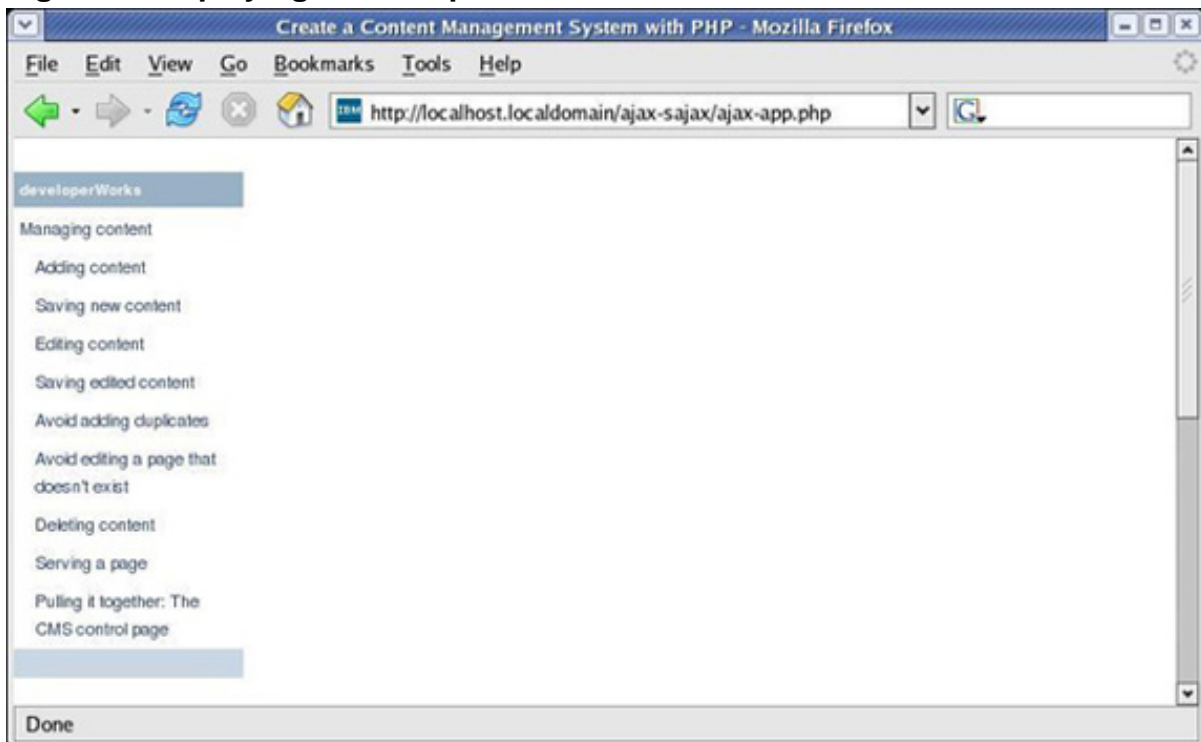 Create a Content Management System with PHP - Mozilla Firefox
File Edit View Go Bookmarks Tools Help
IBM http://localhost.localdomain/ajax-sajax/ajax-app.php G
developerWorks
Managing content
Adding content
Saving new content
Editing content
Saving edited content
Avoid adding duplicates
Avoid editing a page that
doesn't exist
Deleting content
Serving a page
Pulling it together: The
CMS control page
Done